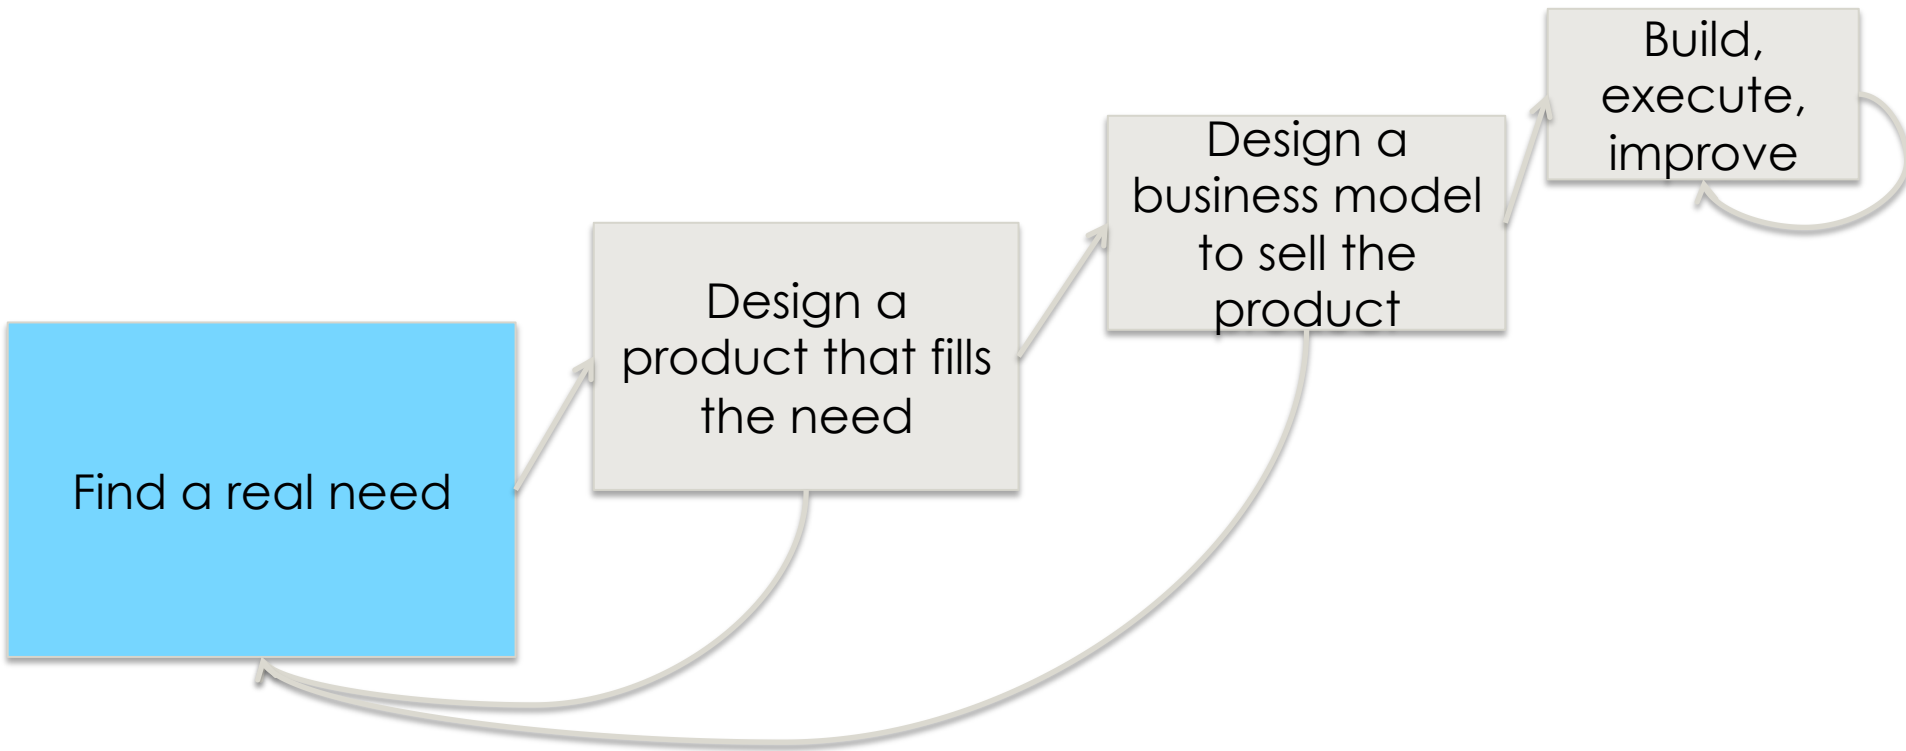 Find a real need
Design a
product that fills
the need
Design a
business model
to sell the
product
Build,
execute,
improve